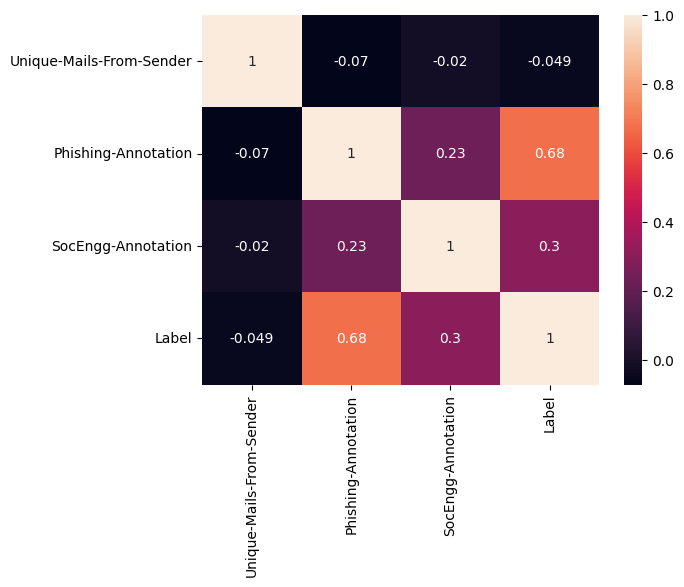 Unique-Mails-From-Sender 1 -0.07 -0.02 -0.049
Phishing-Annotation -0.07 1 0.23 0.68
SocEngg-Annotation -0.02 0.23 1 0.3
Label -0.049 0.68 0.3 1
Unique-Mails-From-Sender
Phishing-Annotation
SocEngg-Annotation
Label
1.0
0.8
0.6
0.4
0.2
0.0